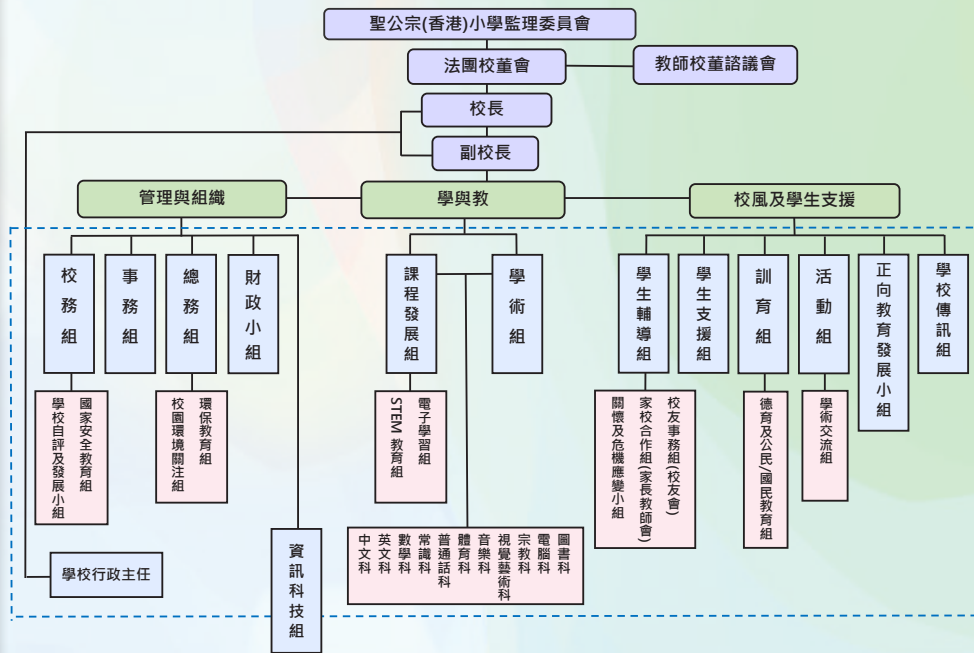 聖公宗(香港)小學監理委員會
法團校董會
教師校董諮議會
校長
副校長
管理與組織
學與教
校風及學生支援
校務組
事務組
總務組
財政小組
課程發展組
學術組
學生輔導組
學生支援組
訓育組
活動組
正向教育發展小組
學校傳訊組
國家安全教育組
學校自評及發展小組
環保教育組
校園環境關注組
電子學習組
STEM 教育組
校友事務組(校友會)
家校合作組(家長教師會)
關懷及危機應變小組
德育及公民/國民教育組
學術交流組
學校行政主任
資訊科技組
圖書科
電腦科
宗教科
視覺藝術科
音樂科
體育科
普通話科
常識科
數學科
英文科
中文科